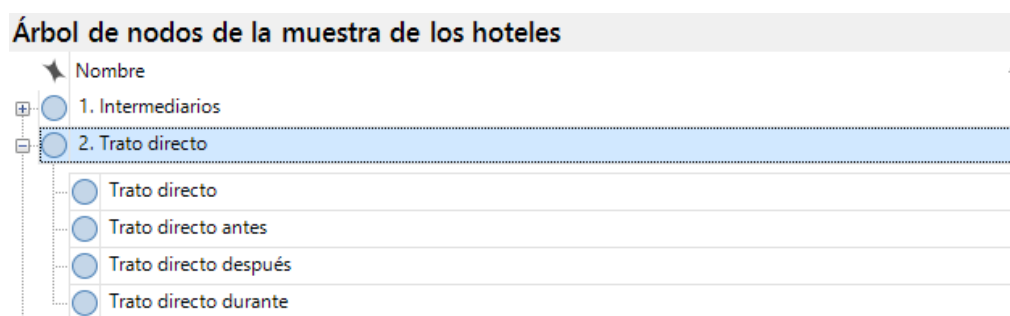 Árbol de nodos de la muestra de los hoteles
Nombre
1. Intermediarios
2. Trato directo
Trato directo
Trato directo antes
Trato directo después
Trato directo durante